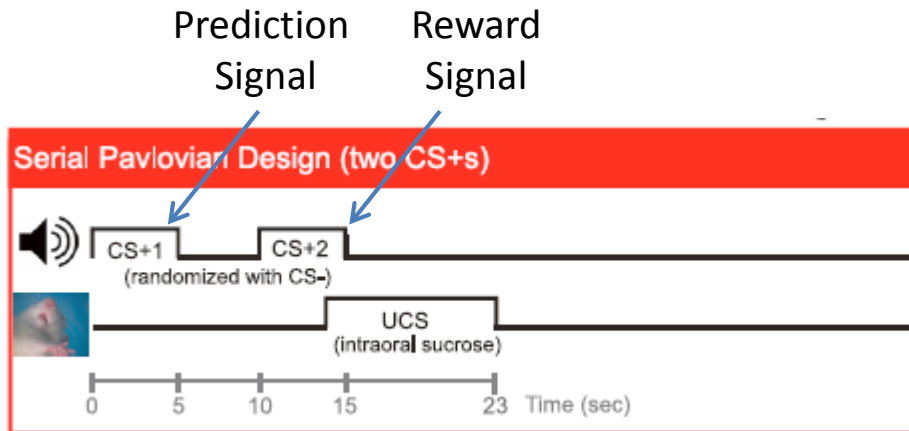 Prediction Reward
Signal Signal
Serial Pavlovian Design (two CS+s)
CS+1 CS+2
(randomized with CS-)
UCS
(intraoral sucrose)
0 5 10 15 23 Time (sec)